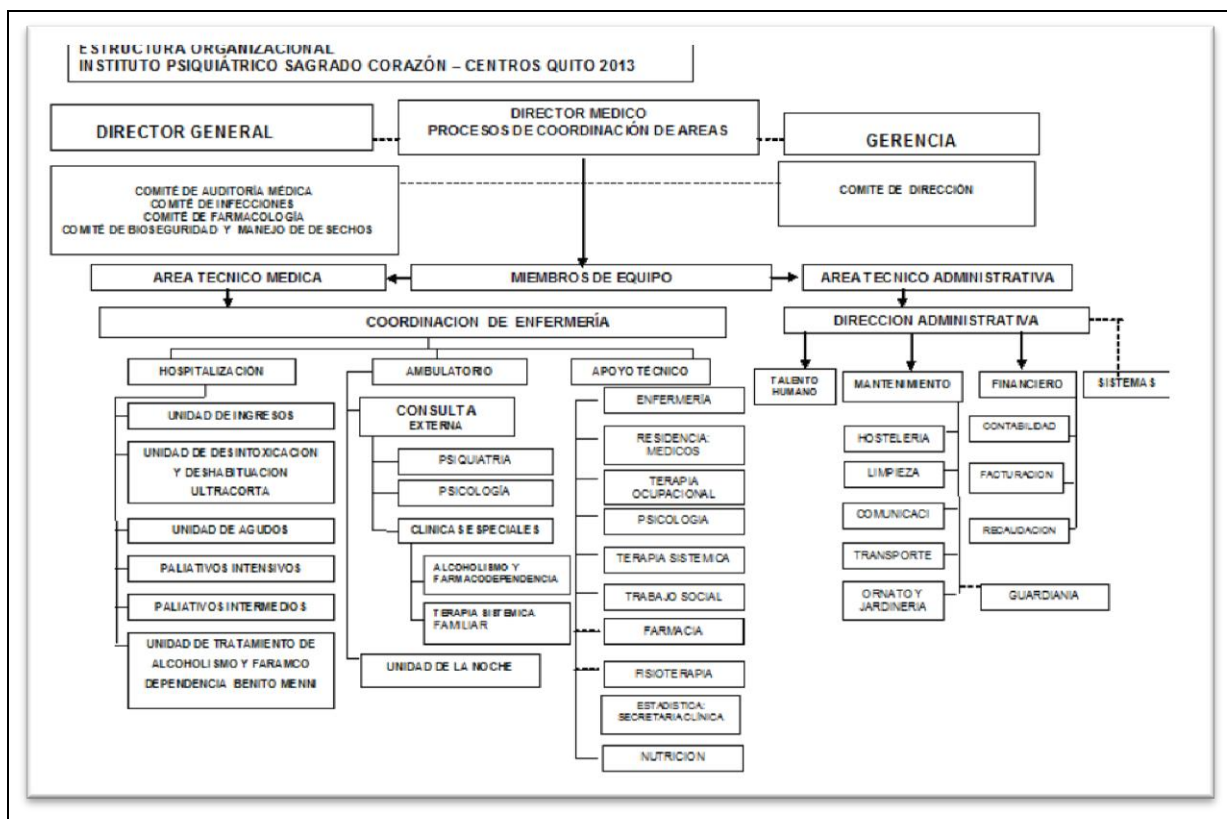 ESTRUCTURA ORGANIZACIONAL
INSTITUTO PSIQUIÁTRICO SAGRADO CORAZÓN – CENTROS QUITO 2013
DIRECTOR GENERAL
DIRECTOR MEDICO
PROCESOS DE COORDINACIÓN DE AREAS
GERENCIA
COMITÉ DE AUDITORÍA MÉDICA
COMITÉ DE INFECCIONES
COMITÉ DE FARMACOLOGÍA
COMITÉ DE BIOSEGURIDAD Y MANEJO DE DESECHOS
COMITE DE DIRECCIÓN
AREA TECNICO MEDICA
MIEMBROS DE EQUIPO
AREA TECNICO ADMINISTRATIVA
COORDINACION DE ENFERMERÍA
DIRECCION ADMINISTRATIVA
HOSPITALIZACIÓN
UNIDAD DE INGRESOS
UNIDAD DE DESINTOXICACION
Y DESHABITUACION
ULTRACORTA
UNIDAD DE AGUDOS
PALIATIVOS INTENSIVOS
PALIATIVOS INTERMEDIOS
UNIDAD DE TRATAMIENTO DE
ALCOHOLISMO Y FARAMCO
DEPENDENCIA BENITO MENNI
AMBULATORIO
CONSULTA
EXTERNA
PSIQUIATRIA
PSICOLOGÍA
CLINICAS ESPECIALES
ALCOHOLISMO Y
FARMACODEPENDENCIA
TERAPIA SISTEMICA
FAMILIAR
UNIDAD DE LA NOCHE
APOYO TÉCNICO
ENFERMERÍA
RESIDENCIA:
MEDICOS
TERAPIA
OCUPACIONAL
PSICOLOGIA
TERAPIA SISTEMICA
TRABAJO SOCIAL
FARMACIA
FISIOTERAPIA
ESTADISTICA:
SECRETARIA CLÍNICA
NUTRICION
TALENTO
HUMANO
MANTENIMIENTO
HOSTELERIA
LIMPIEZA
COMUNICACI
TRANSPORTE
ORNATO Y
JARDINERIA
GUARDIANIA
FINANCIERO
CONTABILIDAD
FACTURACION
RECAUDACION
SISTEMAS